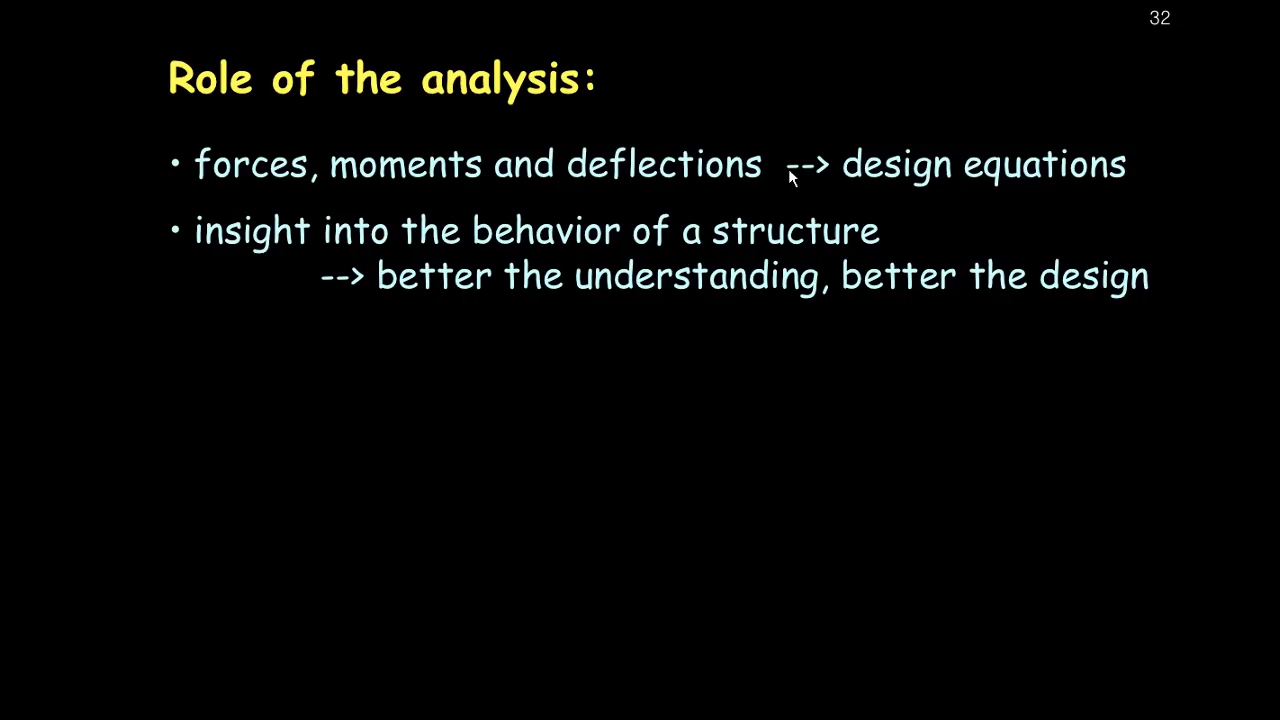 32
Role of the analysis:
• forces, moments and deflections --> design equations
• insight into the behavior of a structure
--> better the understanding, better the design